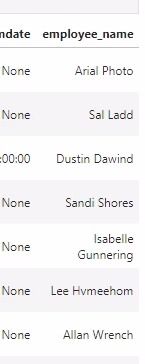 ndate employee_name
None Arial Photo
None Sal Ladd
:00:00 Dustin Dawind
None Sandi Shores
None Isabelle
Gunnering
None Lee Hvmeehom
None Allan Wrench